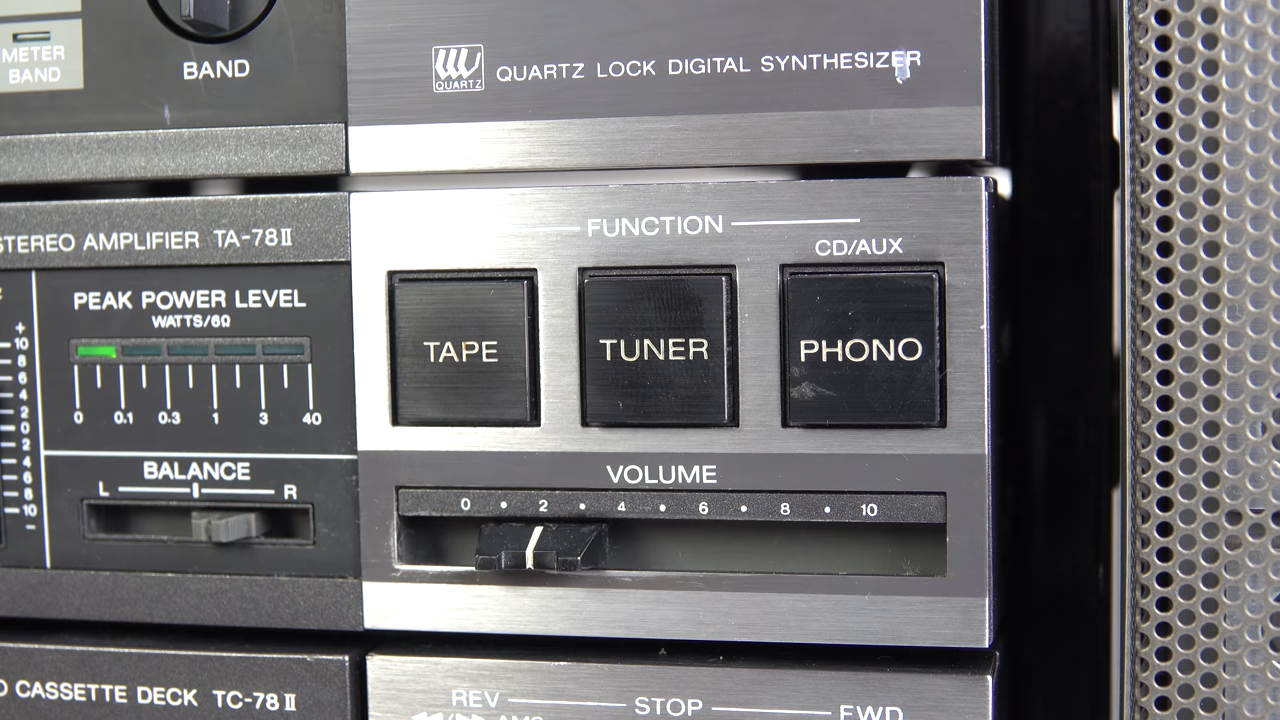 METER
BAND
BAND
QUARTZ
QUARTZ LOCK DIGITAL SYNTHESIZER
STEREO AMPLIFIER TA-78II
FUNCTION
CD/AUX
TAPE
TUNER
PHONO
PEAK POWER LEVEL
WATTS/6Ω
0 0.1 0.3 1 3 40
+
10
8
6
4
2
0
2
4
6
8
10
−
BALANCE
L R
VOLUME
0 • 2 • 4 • 6 • 8 • 10
CASSETTE DECK TC-78II
REV STOP FWD